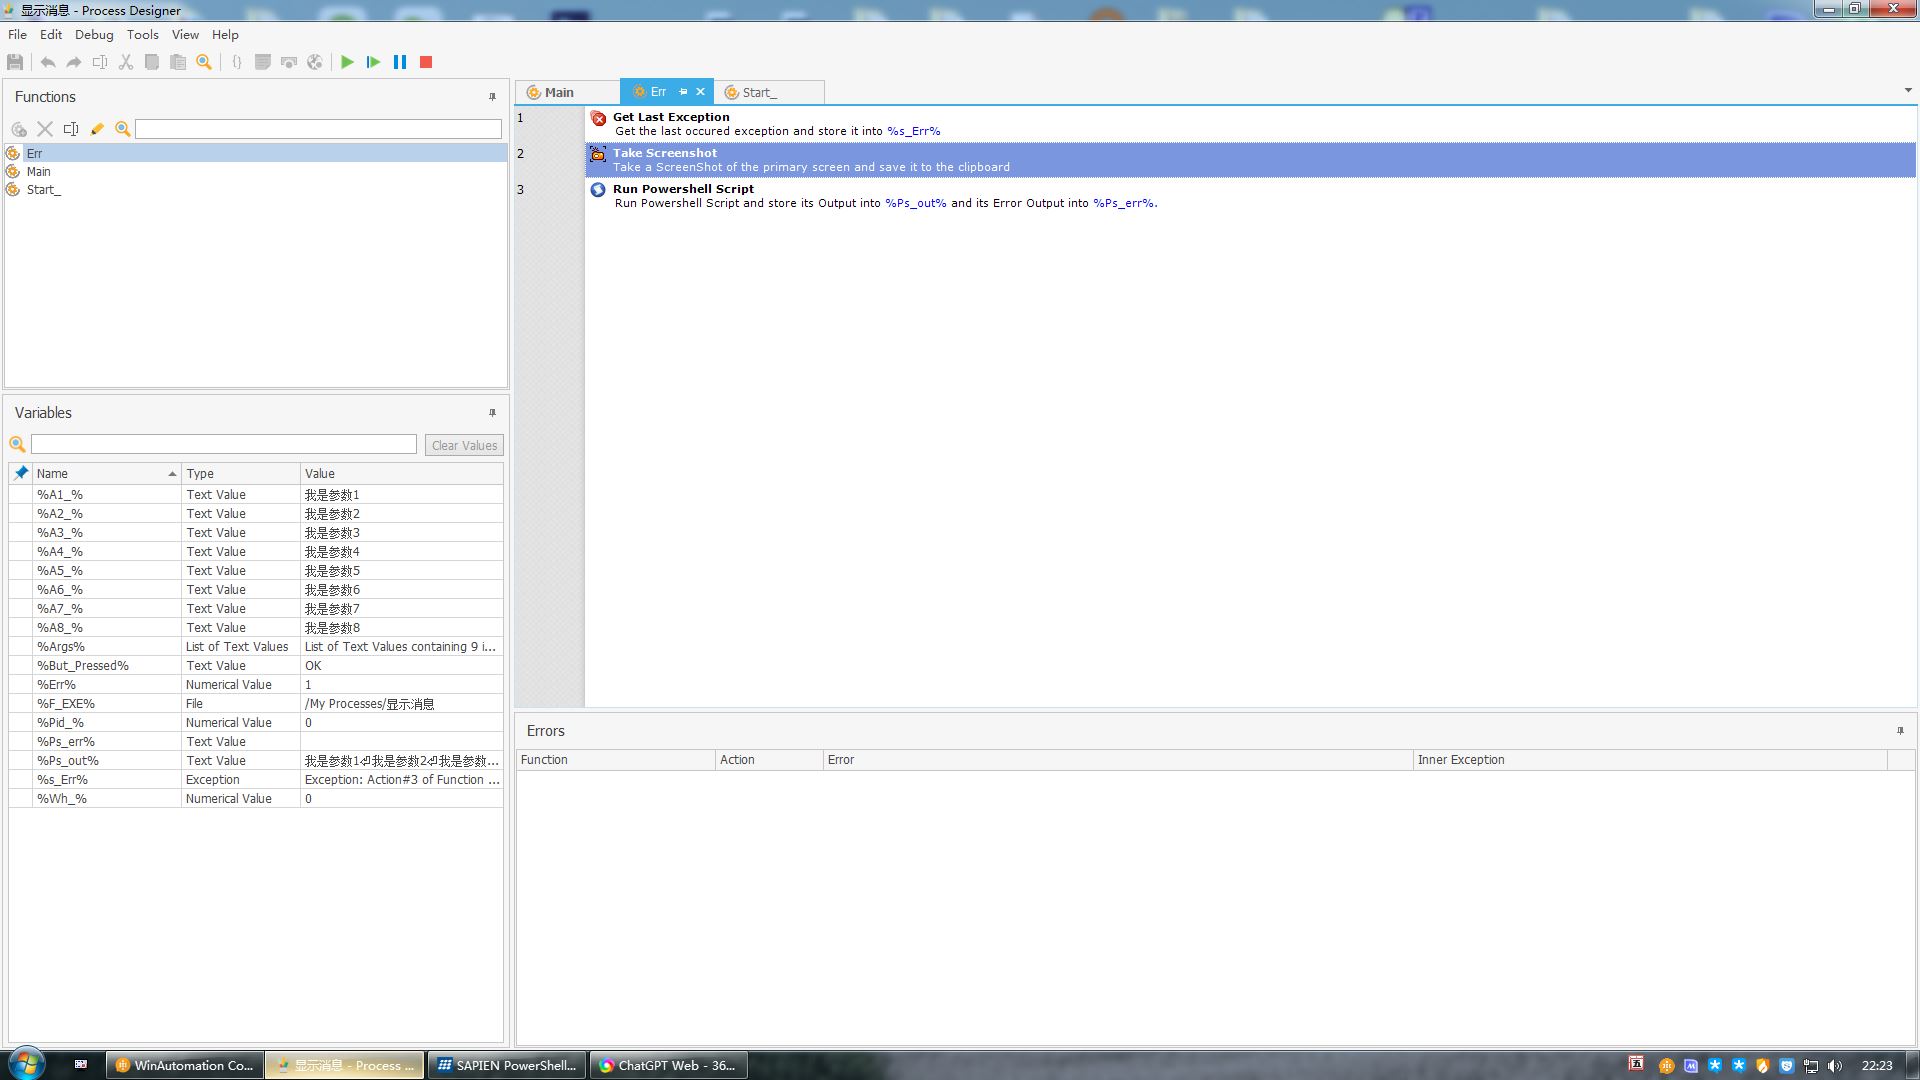 显示消息 - Process Designer
File Edit Debug Tools View Help
Functions
Err
Main
Start_
Variables
Clear Values
Name Type Value
%A1_% Text Value 我是参数1
%A2_% Text Value 我是参数2
%A3_% Text Value 我是参数3
%A4_% Text Value 我是参数4
%A5_% Text Value 我是参数5
%A6_% Text Value 我是参数6
%A7_% Text Value 我是参数7
%A8_% Text Value 我是参数8
%Args% List of Text Values List of Text Values containing 9 i...
%But_Pressed% Text Value OK
%Err% Numerical Value 1
%F_EXE% File /My Processes/显示消息
%Pid_% Numerical Value 0
%Ps_err% Text Value
%Ps_out% Text Value 我是参数1⏎我是参数2⏎我是参数...
%s_Err% Exception Exception: Action#3 of Function ...
%Wh_% Numerical Value 0
Main Err Start_
1 Get Last Exception
Get the last occured exception and store it into %s_Err%
2 Take Screenshot
Take a ScreenShot of the primary screen and save it to the clipboard
3 Run Powershell Script
Run Powershell Script and store its Output into %Ps_out% and its Error Output into %Ps_err%.
Errors
Function Action Error Inner Exception
WinAutomation Co... 显示消息 - Process ... SAPIEN PowerShell... ChatGPT Web - 36... 五 22:23